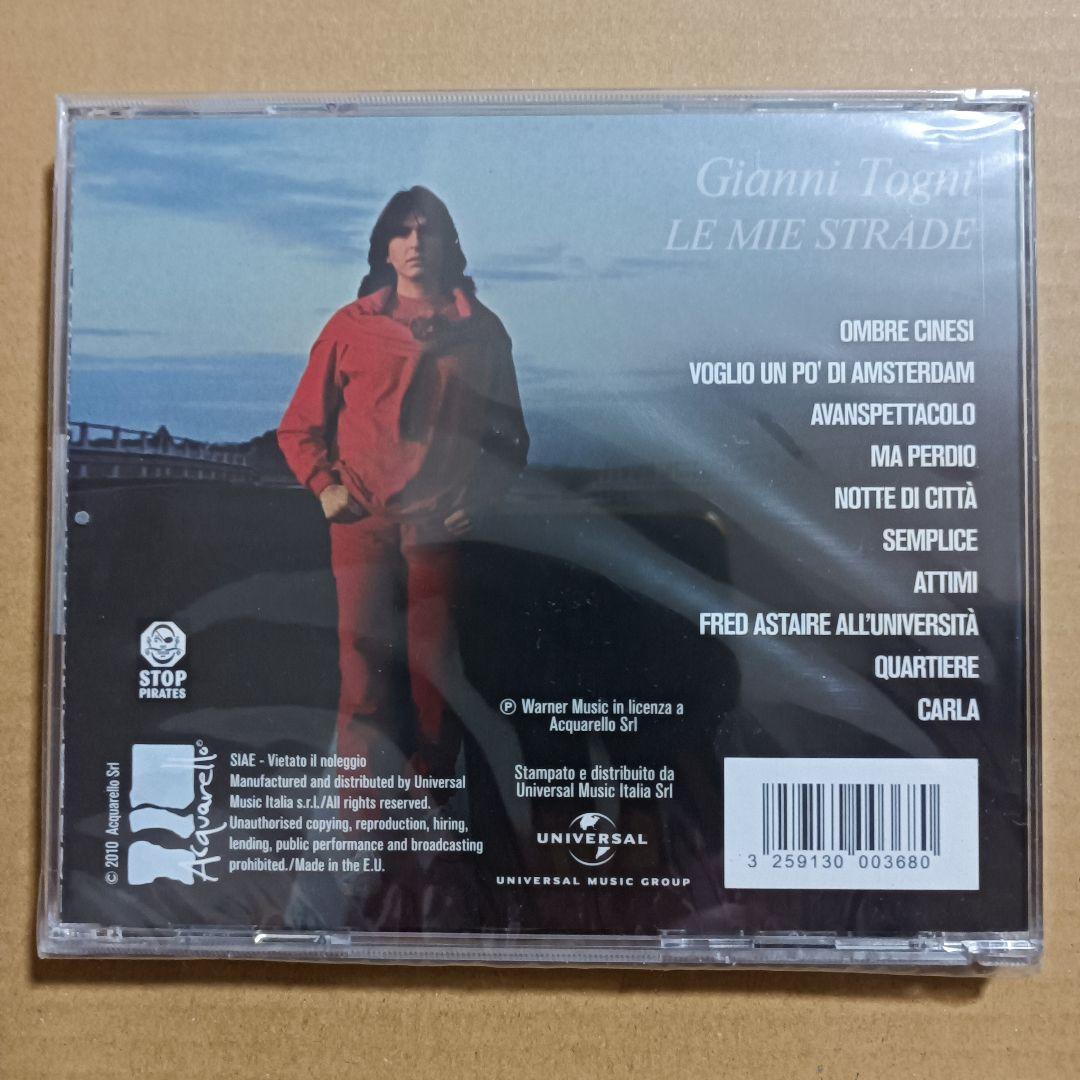 Gianni Togni
LE MIE STRADE
OMBRE CINESI
VOGLIO UN PO' DI AMSTERDAM
AVANSPETTACOLO
MA PERDIO
NOTTE DI CITTÀ
SEMPLICE
ATTIMI
FRED ASTAIRE ALL'UNIVERSITÀ
QUARTIERE
CARLA
STOP
PIRATES
℗ Warner Music in licenza a
Acquarello Srl
Stampato e distribuito da
Universal Music Italia Srl
UNIVERSAL
UNIVERSAL MUSIC GROUP
© 2010 Acquarello Srl
Acquarello©
SIAE - Vietato il noleggio
Manufactured and distributed by Universal
Music Italia s.r.l./All rights reserved.
Unauthorised copying, reproduction, hiring,
lending, public performance and broadcasting
prohibited./Made in the E.U.
3 259130 003680